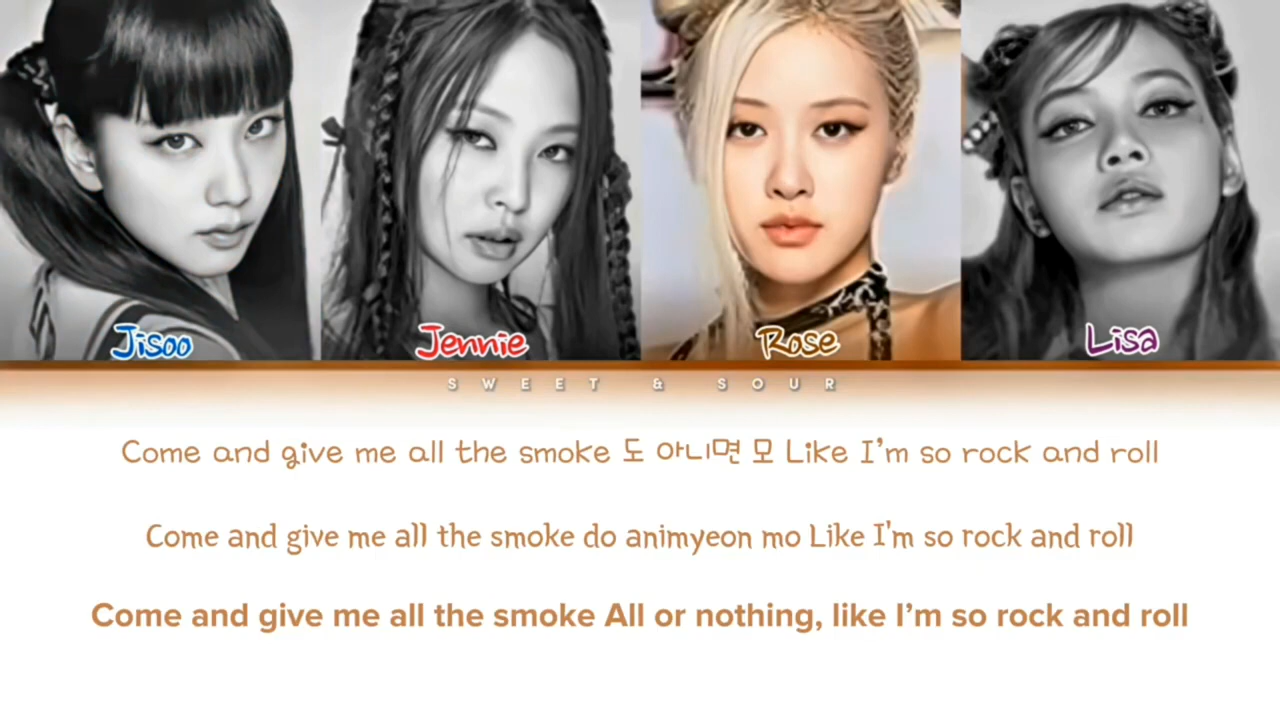 Jisoo
Jennie
Rose
Lisa
SWEET & SOUR
Come and give me all the smoke 도 아니면 모 Like I’m so rock and roll
Come and give me all the smoke do animyeon mo Like I'm so rock and roll
Come and give me all the smoke All or nothing, like I’m so rock and roll